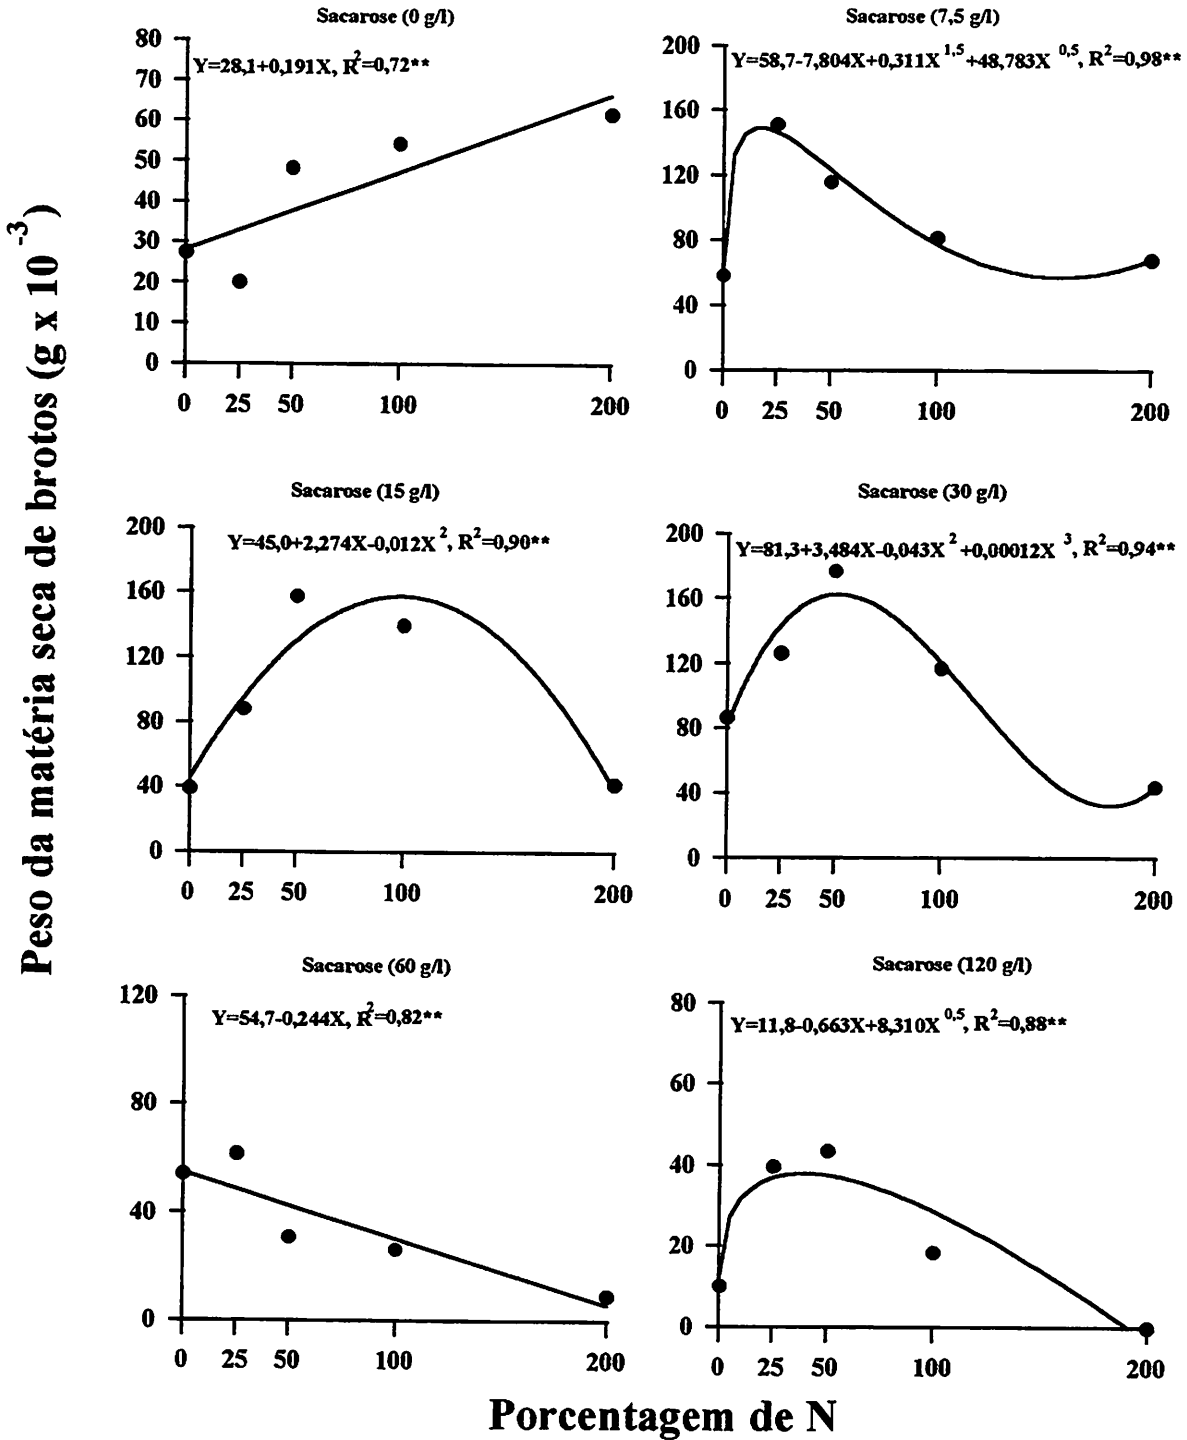 Peso da matéria seca de brotos (g x 10 -3)
Sacarose (0 g/l)
Y=28,1+0,191X, R2=0,72**
80
70
60
50
40
30
20
10
0
0 25 50 100 200
Sacarose (7,5 g/l)
Y=58,7-7,804X+0,311X 1,5 +48,783X 0,5, R2=0,98**
200
160
120
80
40
0
0 25 50 100 200
Sacarose (15 g/l)
Y=45,0+2,274X-0,012X 2, R2=0,90**
200
160
120
80
40
0
0 25 50 100 200
Sacarose (30 g/l)
Y=81,3+3,484X-0,043X 2 +0,00012X 3, R2=0,94**
200
160
120
80
40
0
0 25 50 100 200
Sacarose (60 g/l)
Y=54,7-0,244X, R2=0,82**
120
80
40
0
0 25 50 100 200
Sacarose (120 g/l)
Y=11,8-0,663X+8,310X 0,5, R2=0,88**
80
60
40
20
0
0 25 50 100 200
Porcentagem de N